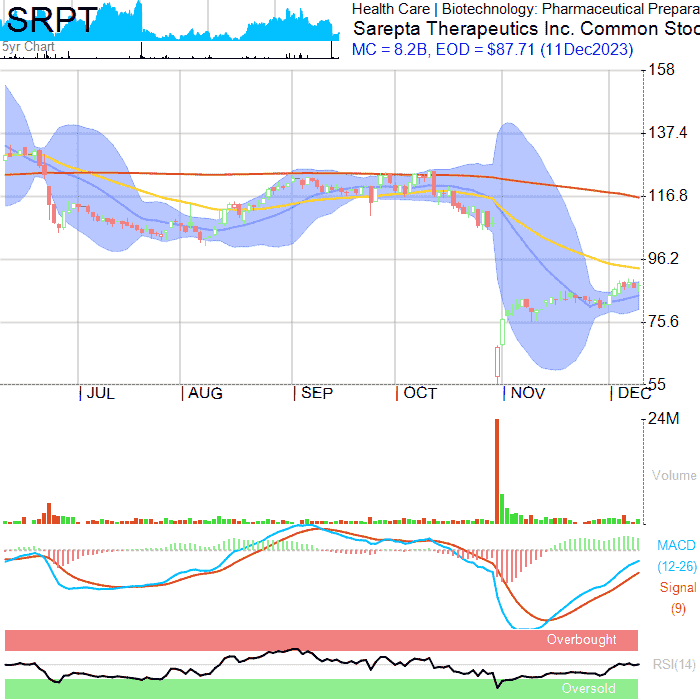 SRPT
5yr Chart
Health Care | Biotechnology: Pharmaceutical Prepara
Sarepta Therapeutics Inc. Common Stoc
MC = 8.2B, EOD = $87.71 (11Dec2023)
158
137.4
116.8
96.2
75.6
55
JUL
AUG
SEP
OCT
NOV
DEC
24M
Volume
MACD
(12-26)
Signal
(9)
Overbought
RSI(14)
Oversold